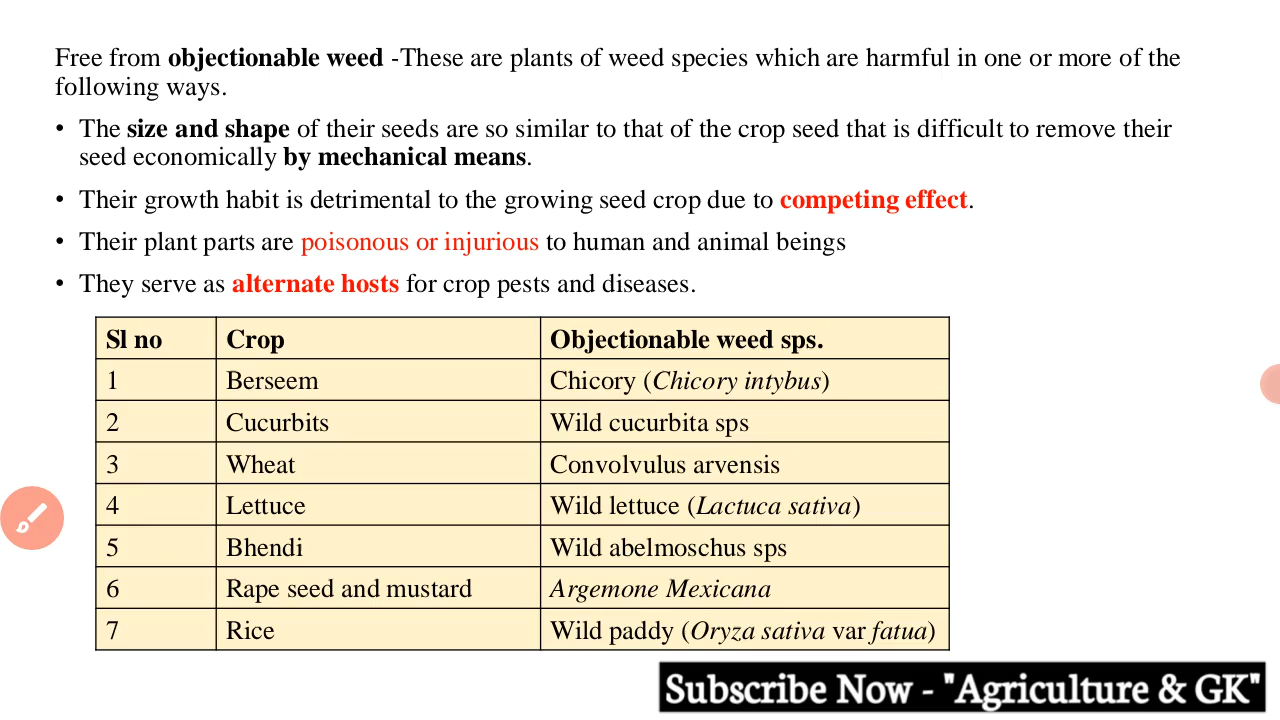 Free from objectionable weed -These are plants of weed species which are harmful in one or more of the
following ways.
• The size and shape of their seeds are so similar to that of the crop seed that is difficult to remove their
seed economically by mechanical means.
• Their growth habit is detrimental to the growing seed crop due to competing effect.
• Their plant parts are poisonous or injurious to human and animal beings
• They serve as alternate hosts for crop pests and diseases.
Sl no Crop Objectionable weed sps.
1 Berseem Chicory (Chicory intybus)
2 Cucurbits Wild cucurbita sps
3 Wheat Convolvulus arvensis
4 Lettuce Wild lettuce (Lactuca sativa)
5 Bhendi Wild abelmoschus sps
6 Rape seed and mustard Argemone Mexicana
7 Rice Wild paddy (Oryza sativa var fatua)
Subscribe Now - "Agriculture & GK"